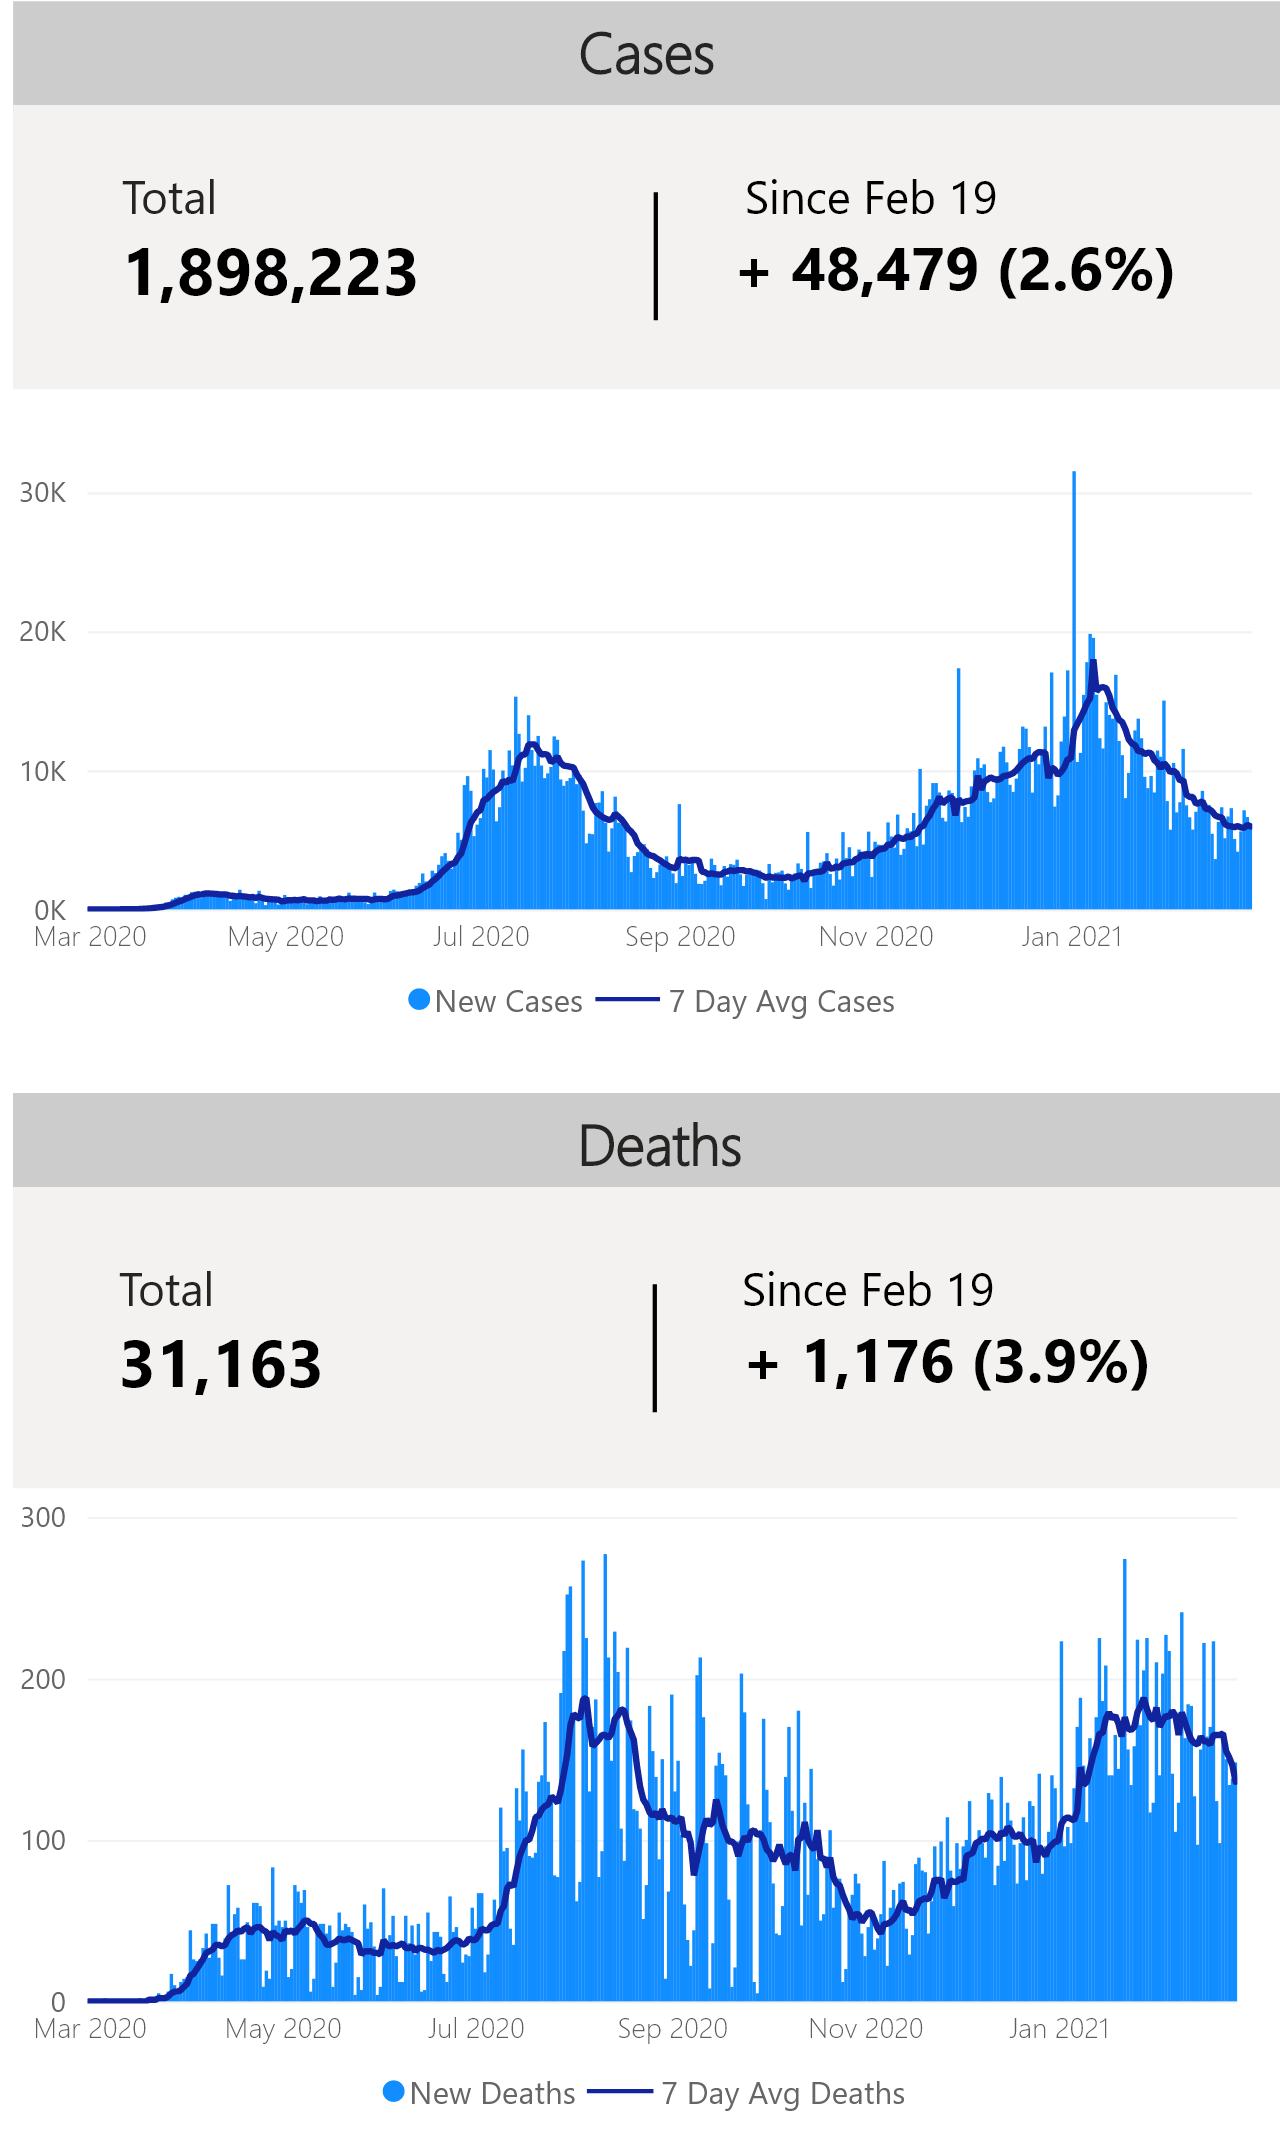 Cases
Total
Since Feb 19
1,898,223
+ 48,479 (2.6%)
30K
20K
10K
0K
Mar 2020 May 2020 Jul 2020 Sep 2020 Nov 2020 Jan 2021
New Cases 7 Day Avg Cases
Deaths
Total
Since Feb 19
31,163
+ 1,176 (3.9%)
300
200
100
0
Mar 2020 May 2020 Jul 2020 Sep 2020 Nov 2020 Jan 2021
New Deaths 7 Day Avg Deaths